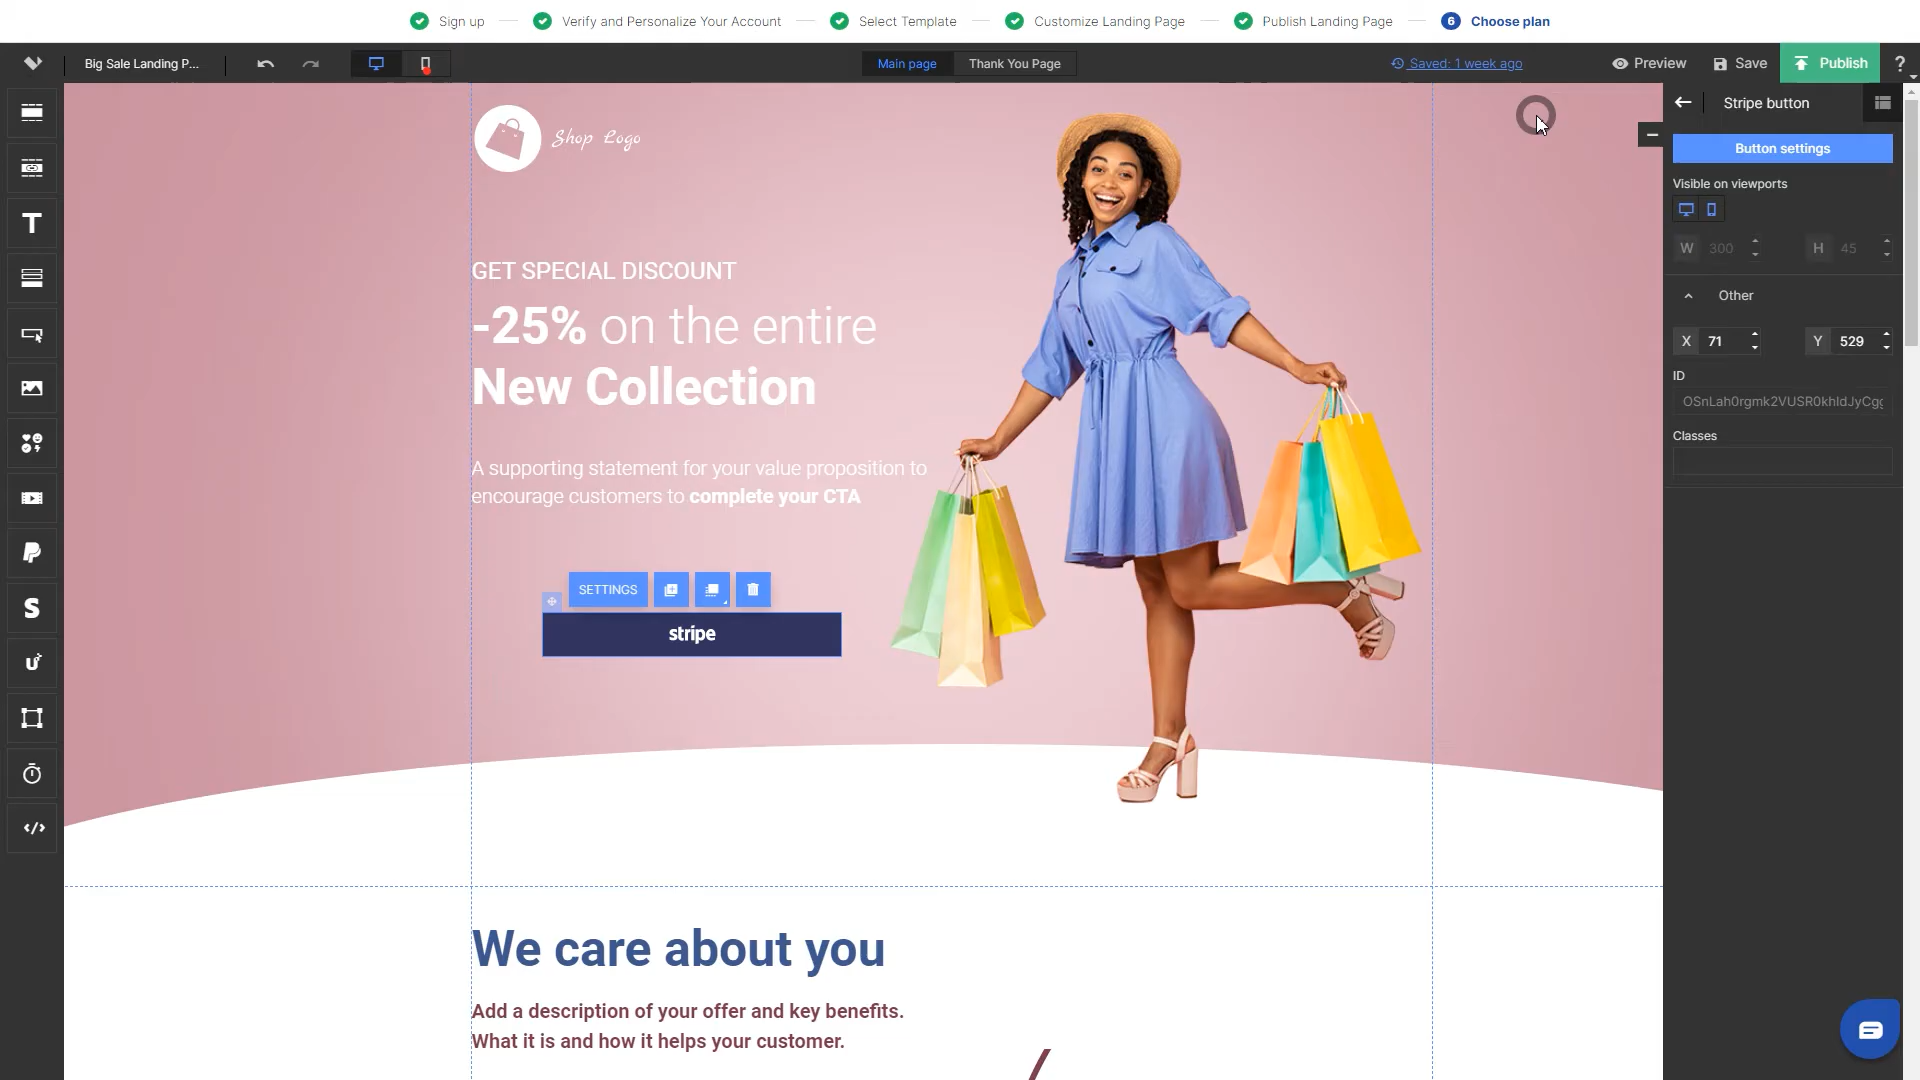 Sign up
Verify and Personalize Your Account
Select Template
Customize Landing Page
Publish Landing Page
6 Choose plan
Big Sale Landing P...
Main page
Thank You Page
Saved: 1 week ago
Preview
Save
Publish
?
Stripe button
Button settings
Visible on viewports
W 300
H 45
Other
X 71
Y 529
ID
Classes
Shop Logo
GET SPECIAL DISCOUNT
-25% on the entire
New Collection
A supporting statement for your value proposition to
encourage customers to complete your CTA
SETTINGS
stripe
We care about you
Add a description of your offer and key benefits.
What it is and how it helps your customer.
T
S